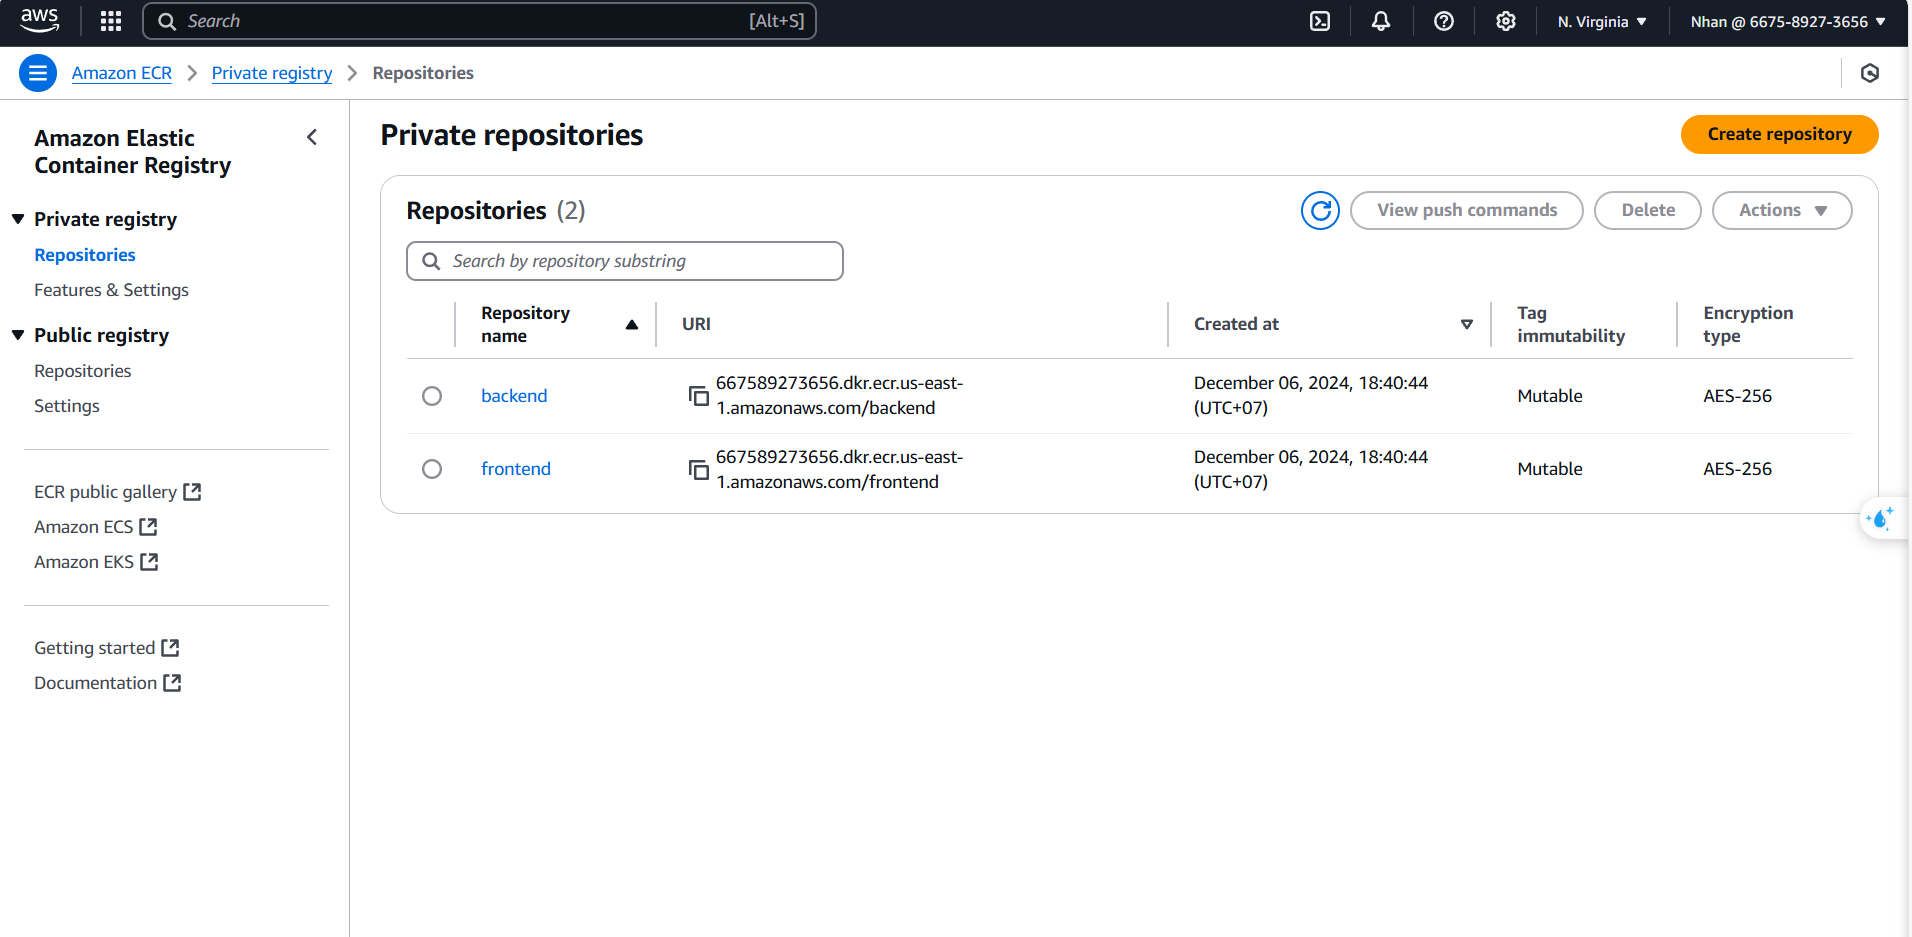 aws
Search [Alt+S]
N. Virginia
Nhan @ 6675-8927-3656
Amazon ECR
Private registry
Repositories
Amazon Elastic
Container Registry
Private registry
Repositories
Features & Settings
Public registry
Repositories
Settings
ECR public gallery
Amazon ECS
Amazon EKS
Getting started
Documentation
Private repositories
Create repository
Repositories (2)
View push commands
Delete
Actions
Search by repository substring
Repository
name
URI
Created at
Tag
immutability
Encryption
type
backend
667589273656.dkr.ecr.us-east-
1.amazonaws.com/backend
December 06, 2024, 18:40:44
(UTC+07)
Mutable
AES-256
frontend
667589273656.dkr.ecr.us-east-
1.amazonaws.com/frontend
December 06, 2024, 18:40:44
(UTC+07)
Mutable
AES-256